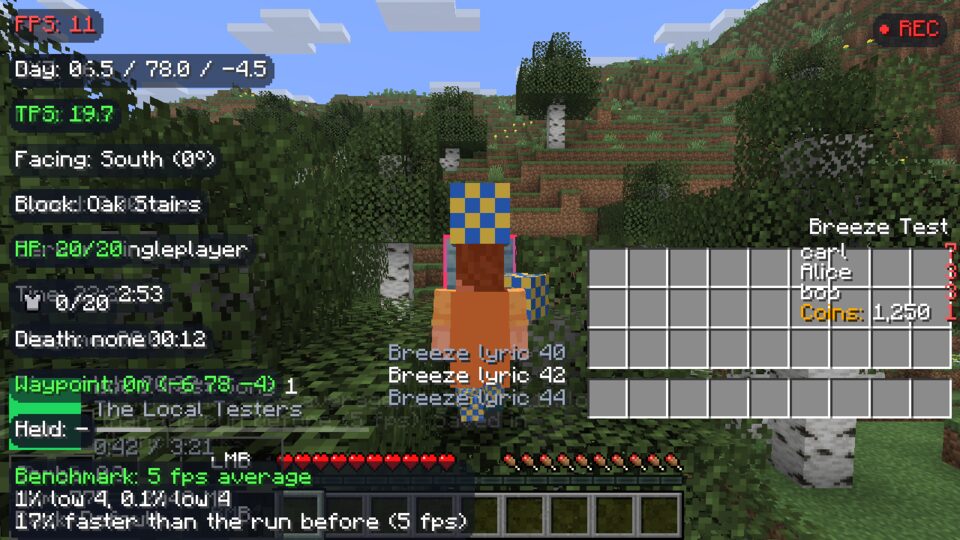 FPS: 11
REC
Day: 06.5 / 78.0 / -4.5
TPS: 19.7
Facing: South (0°)
Block: Oak Stairs
HP: 20/20 ingleplayer
Breeze Test
carl 7
Alice 3
bob
Coins: 1,250 1
2:53
0/20
Death: none 00:12
Breeze lyric 40
Breeze lyric 42
Breeze lyric 44
Waypoint: 0m (-6 78 -4) 1
The Local Testers
Held: -
0:42 / 3:21
LMB
Benchmark: 5 fps average
1% low 4, 0.1% low 4
17% faster than the run before (5 fps)